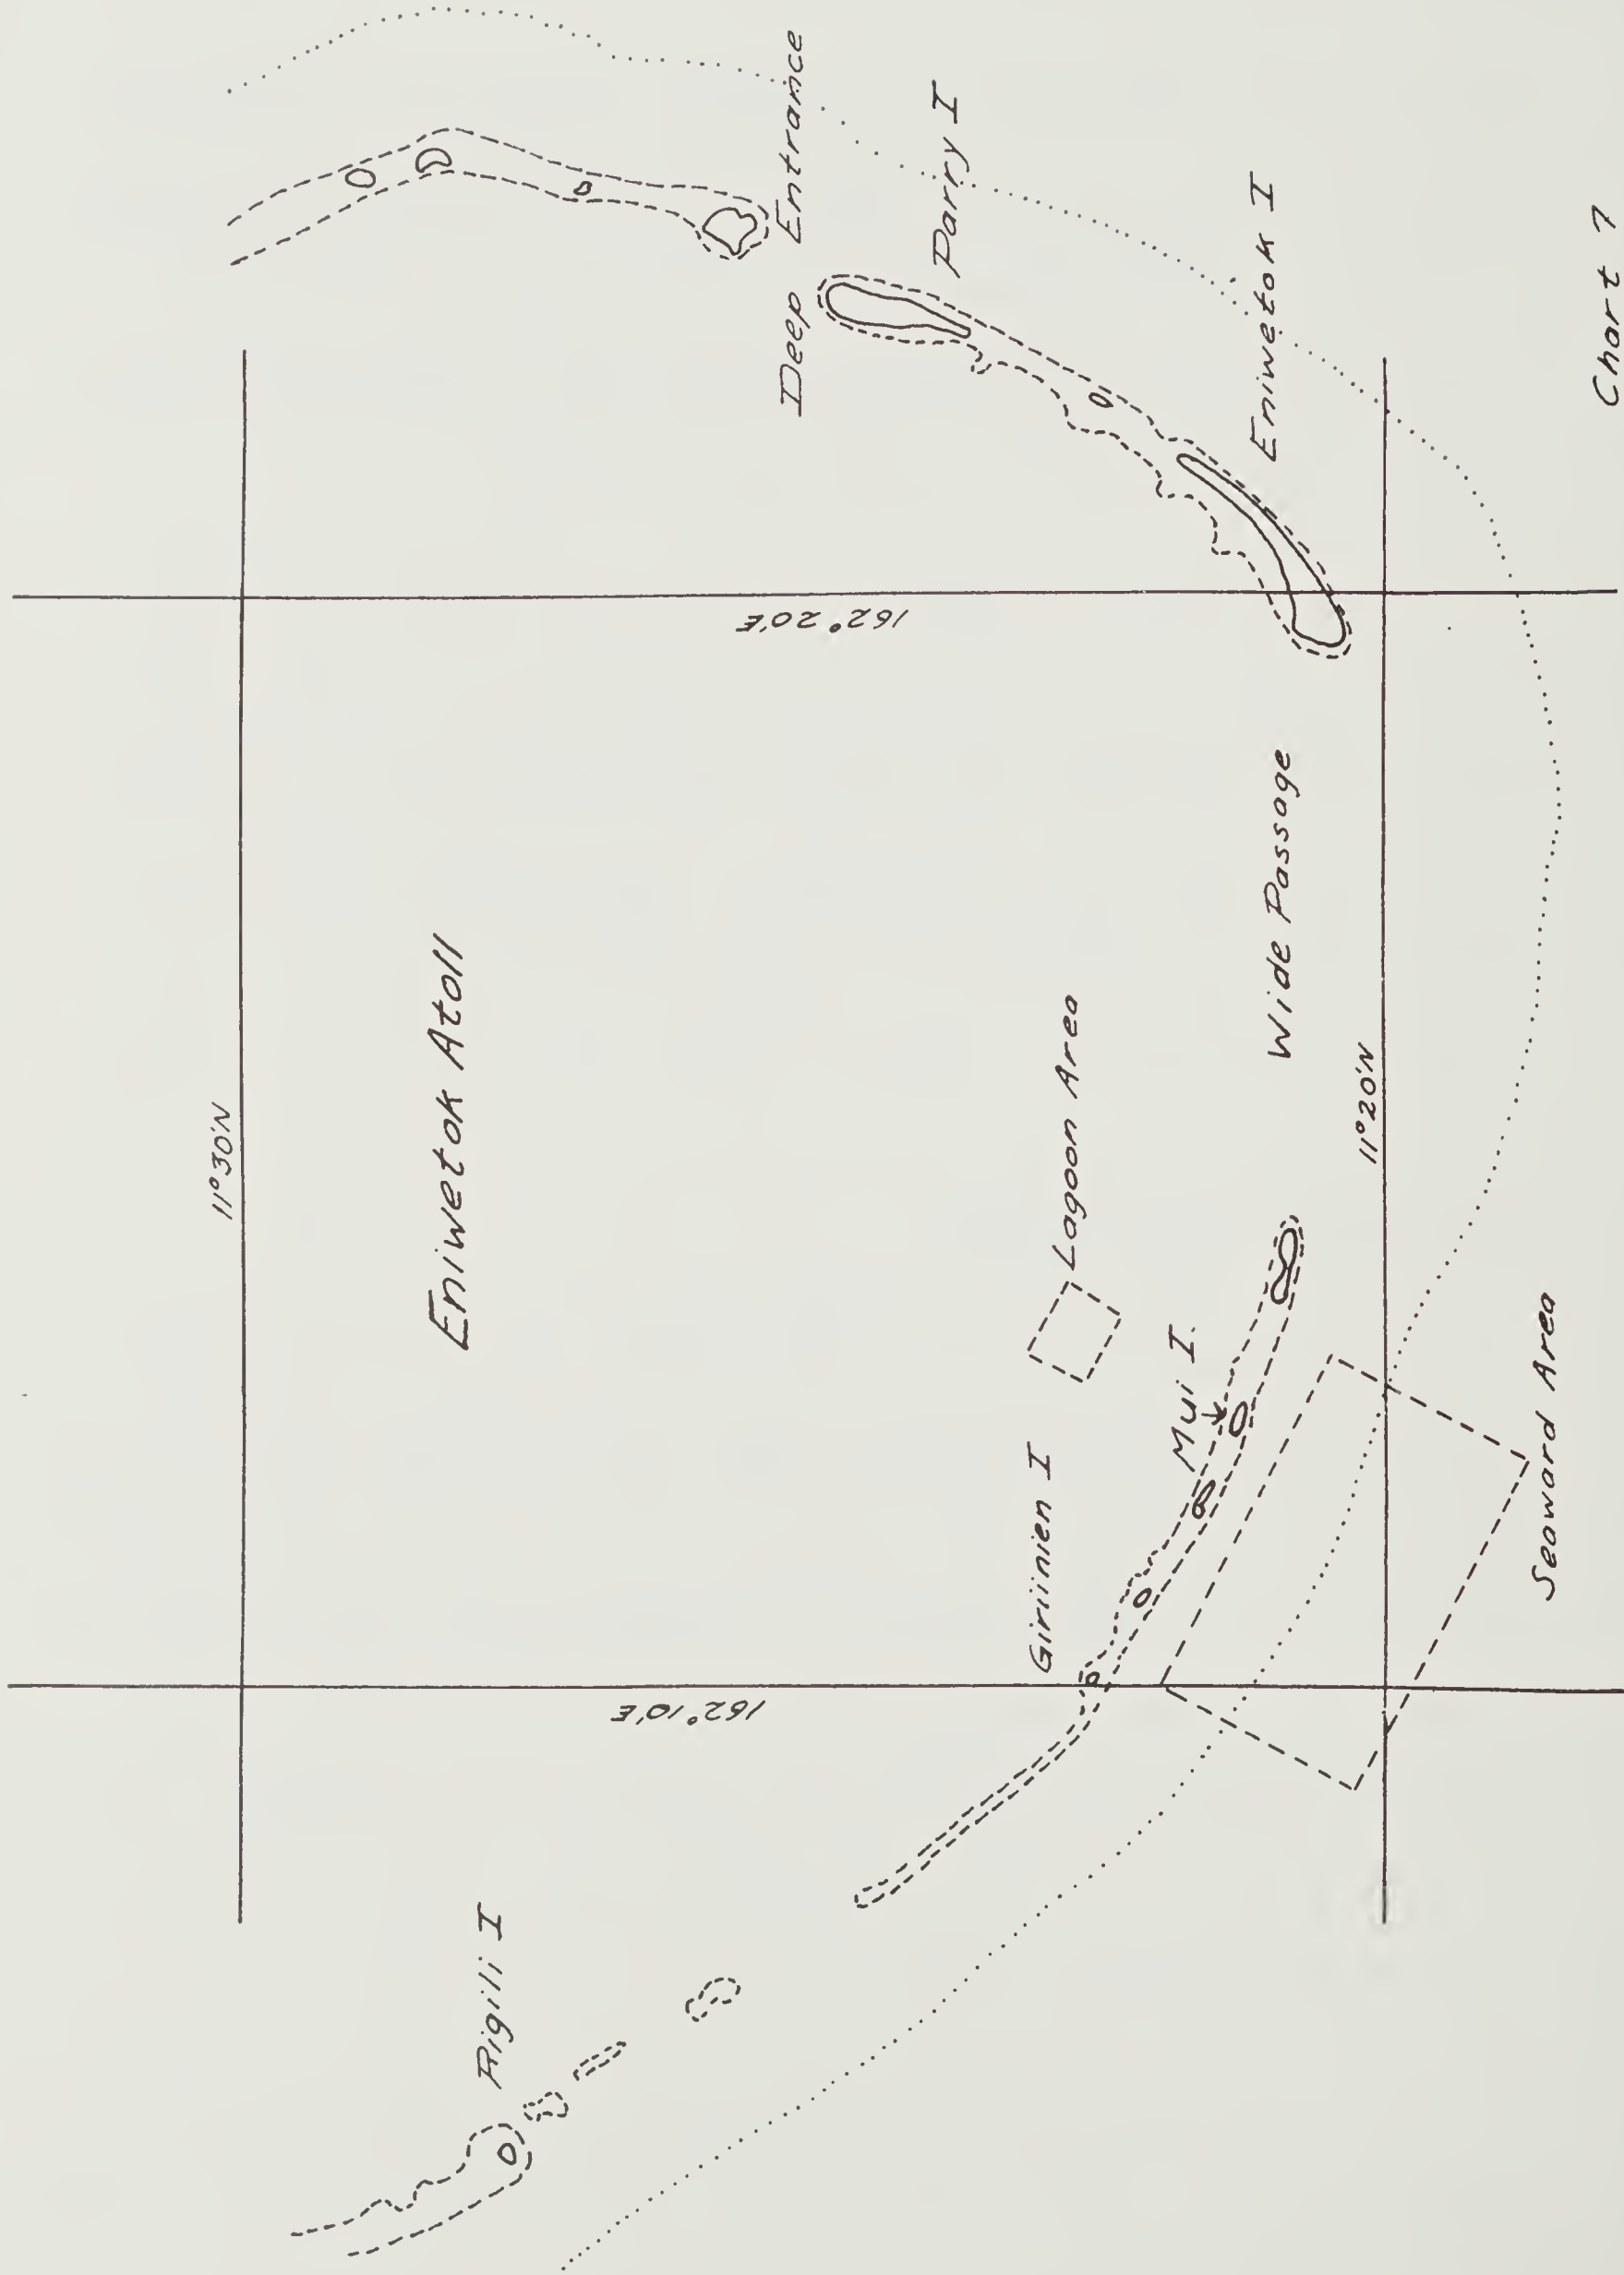 11°30'N
Eniwetok Atoll
Rigili I
162°10'E
Deep Entrance
162°20'E
Parry I
Giriinien I
Lagoon Area
Mui I.
Eniwetok I
Wide Passage
11°20'N
Seaward Area
Chart 7